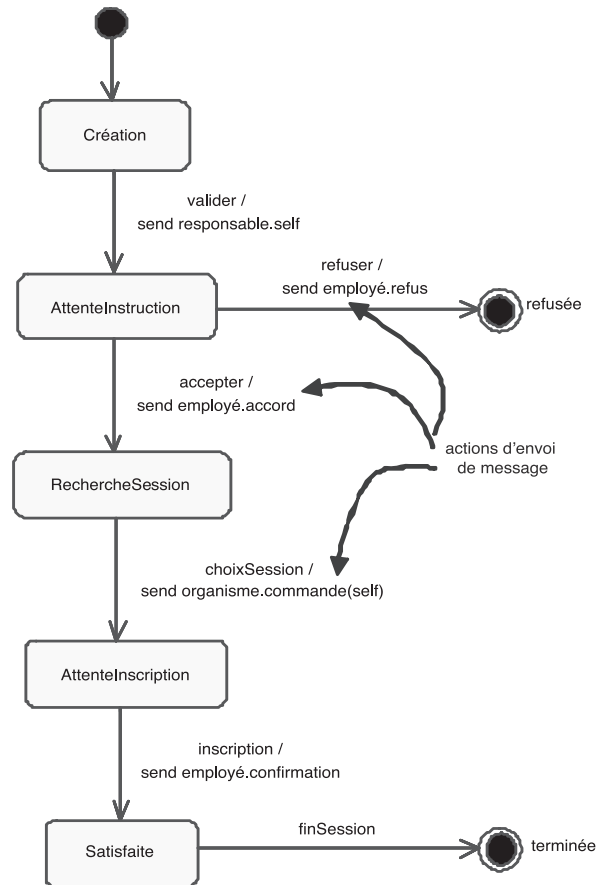 Création
valider /
send responsable.self
refuser /
send employé.refus
AttenteInstruction
refusée
accepter /
send employé.accord
actions d'envoi
de message
RechercheSession
choixSession /
send organisme.commande(self)
AttenteInscription
inscription /
send employé.confirmation
finSession
Satisfaite
terminée